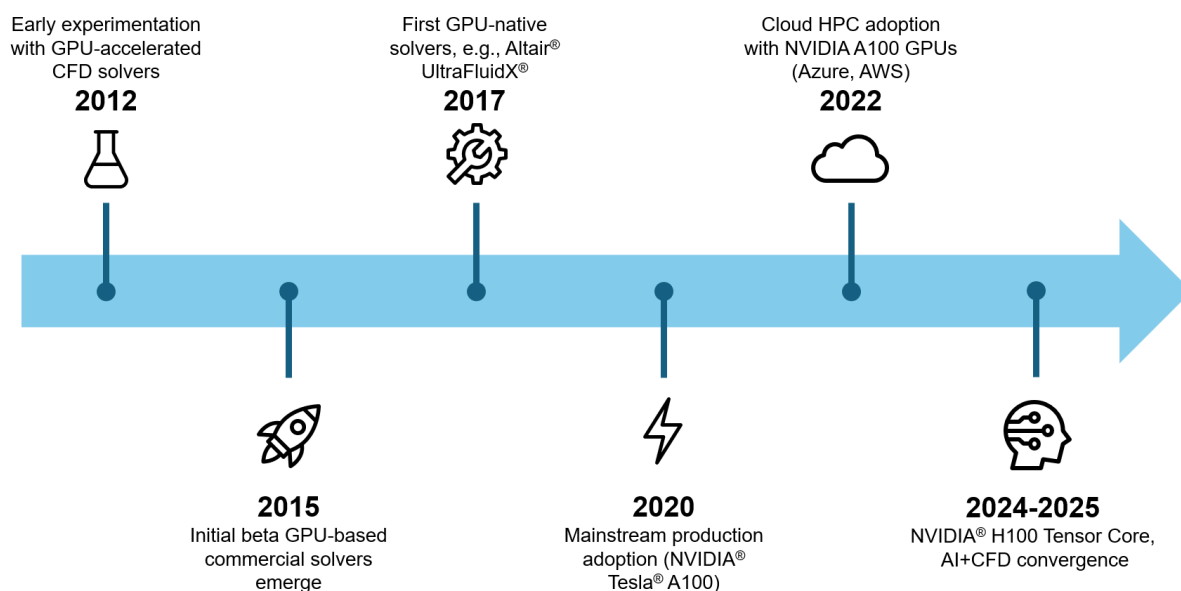 Early experimentation
with GPU-accelerated
CFD solvers
2012
First GPU-native
solvers, e.g., Altair®
UltraFluidX®
2017
Cloud HPC adoption
with NVIDIA A100 GPUs
(Azure, AWS)
2022
2015
Initial beta GPU-based
commercial solvers
emerge
2020
Mainstream production
adoption (NVIDIA®
Tesla® A100)
2024-2025
NVIDIA® H100 Tensor Core,
AI+CFD convergence